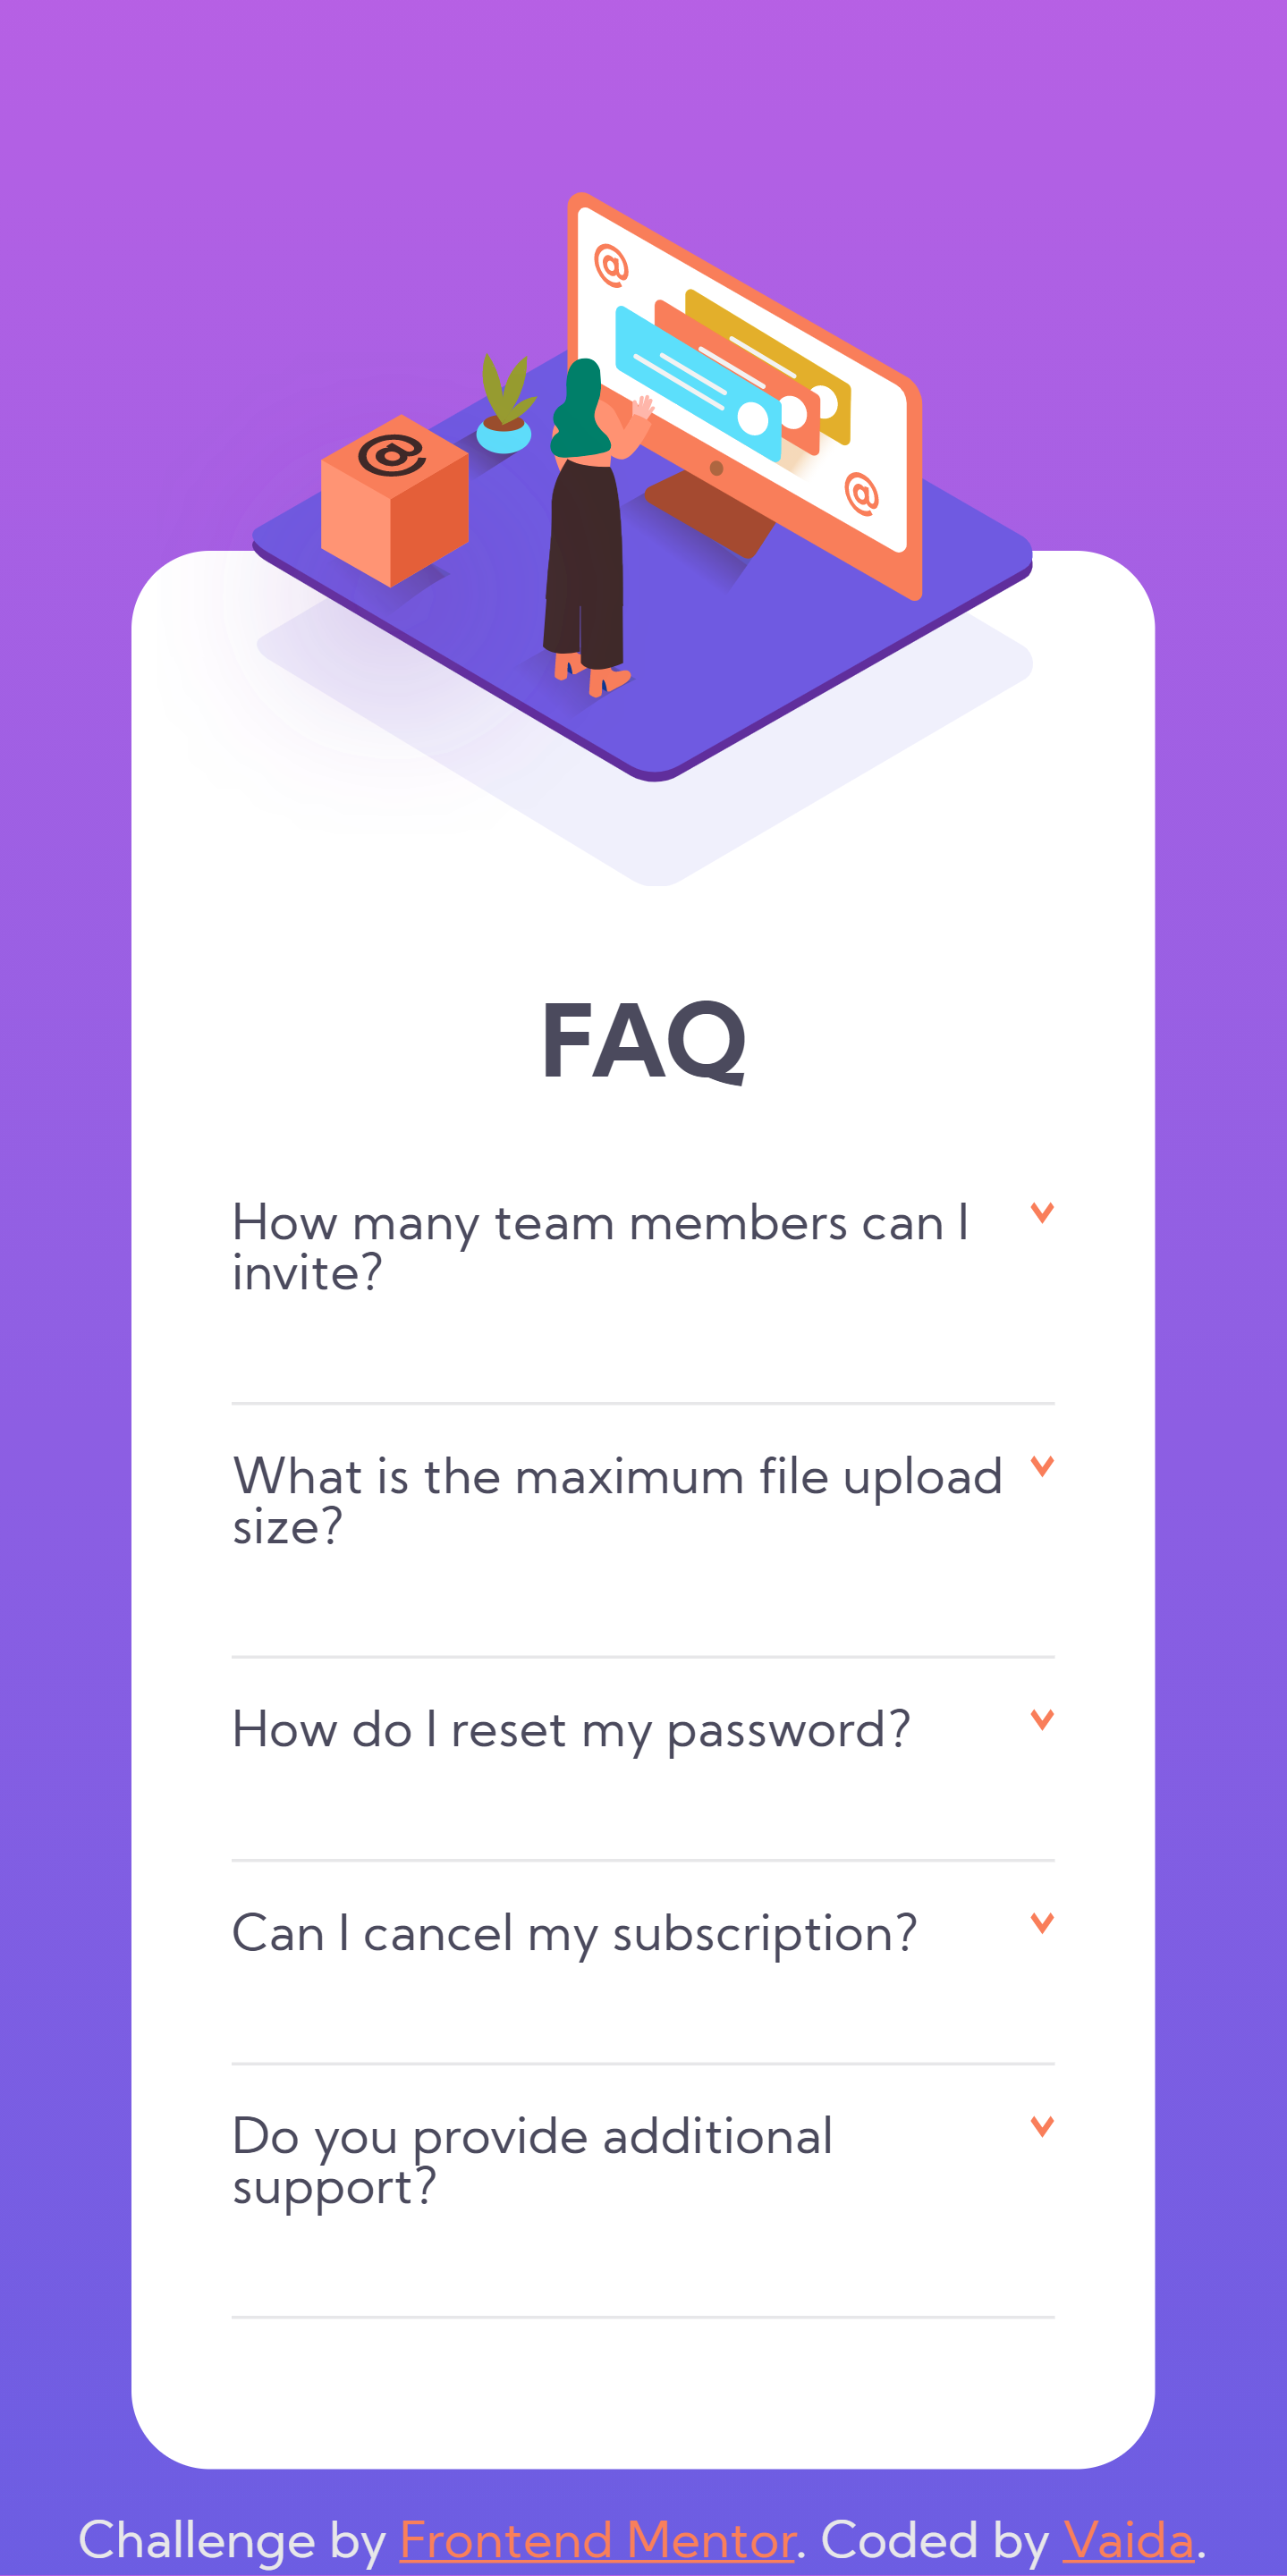 @
@
@
FAQ
How many team members can I
invite?
What is the maximum file upload
size?
How do I reset my password?
Can I cancel my subscription?
Do you provide additional
support?
Challenge by Frontend Mentor. Coded by Vaida.